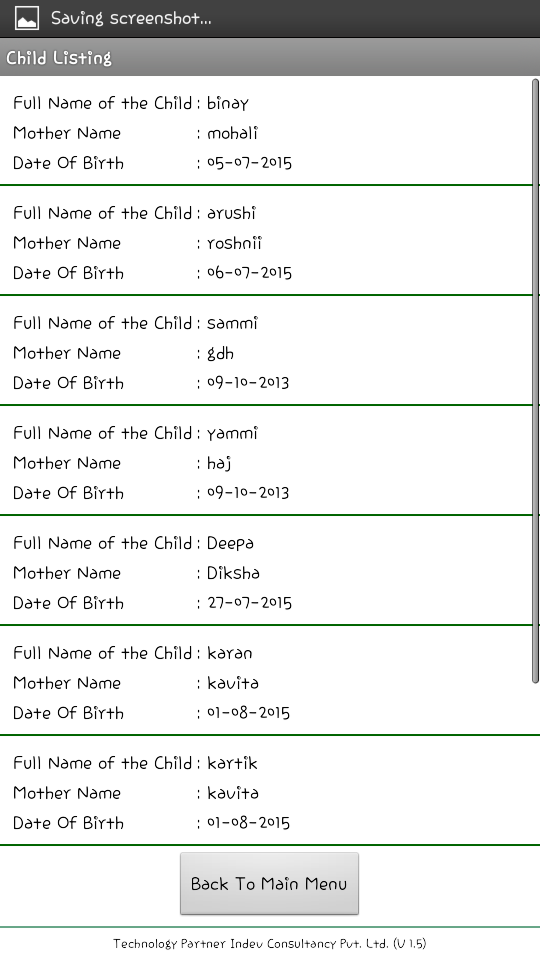 Saving screenshot...
Child Listing
Full Name of the Child : binay
Mother Name : mohali
Date Of Birth : 05-07-2015
Full Name of the Child : arushi
Mother Name : roshnii
Date Of Birth : 06-07-2015
Full Name of the Child : sammi
Mother Name : gdh
Date Of Birth : 09-10-2013
Full Name of the Child : yammi
Mother Name : haj
Date Of Birth : 09-10-2013
Full Name of the Child : Deepa
Mother Name : Diksha
Date Of Birth : 27-07-2015
Full Name of the Child : karan
Mother Name : kavita
Date Of Birth : 01-08-2015
Full Name of the Child : kartik
Mother Name : kavita
Date Of Birth : 01-08-2015
Back To Main Menu
Technology Partner Indev Consultancy Pvt. Ltd. (V 1.5)